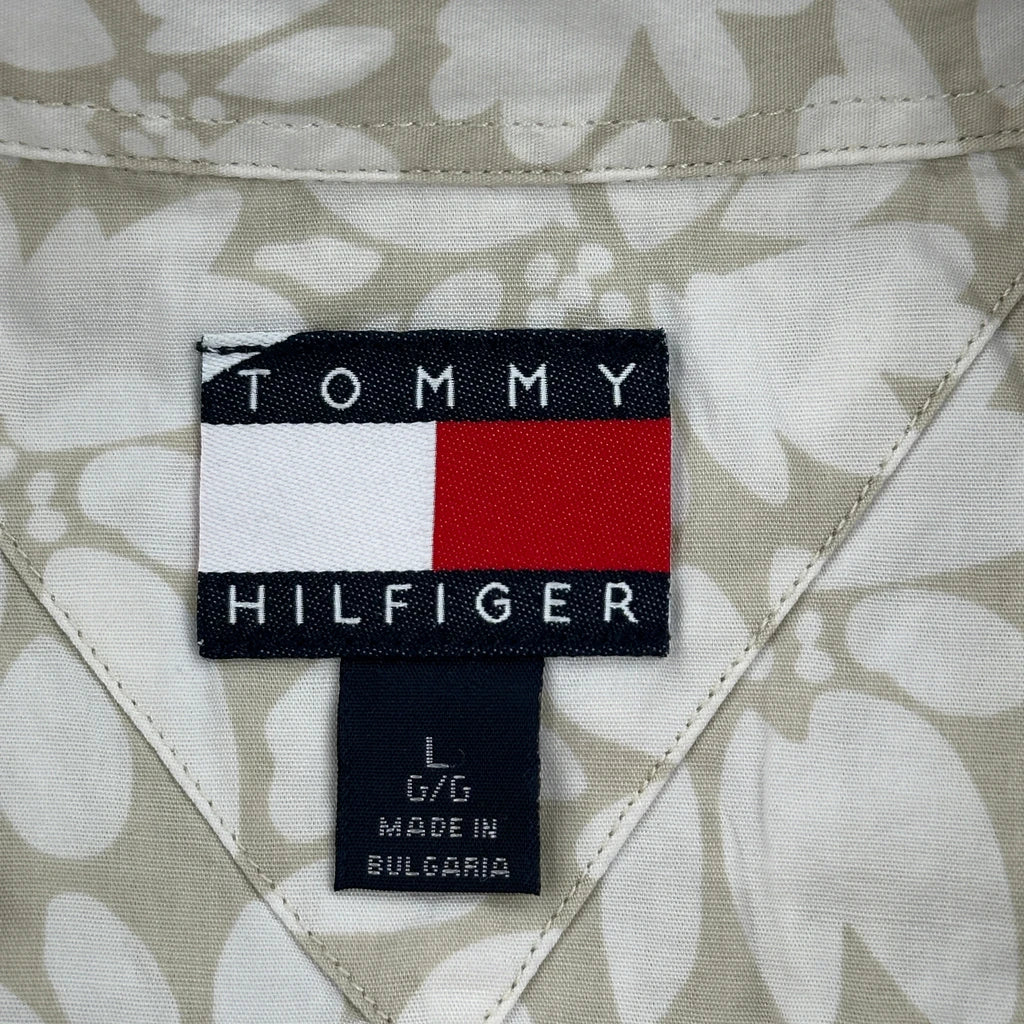 TOMMY
HILFIGER
L
G/G
MADE IN
BULGARIA